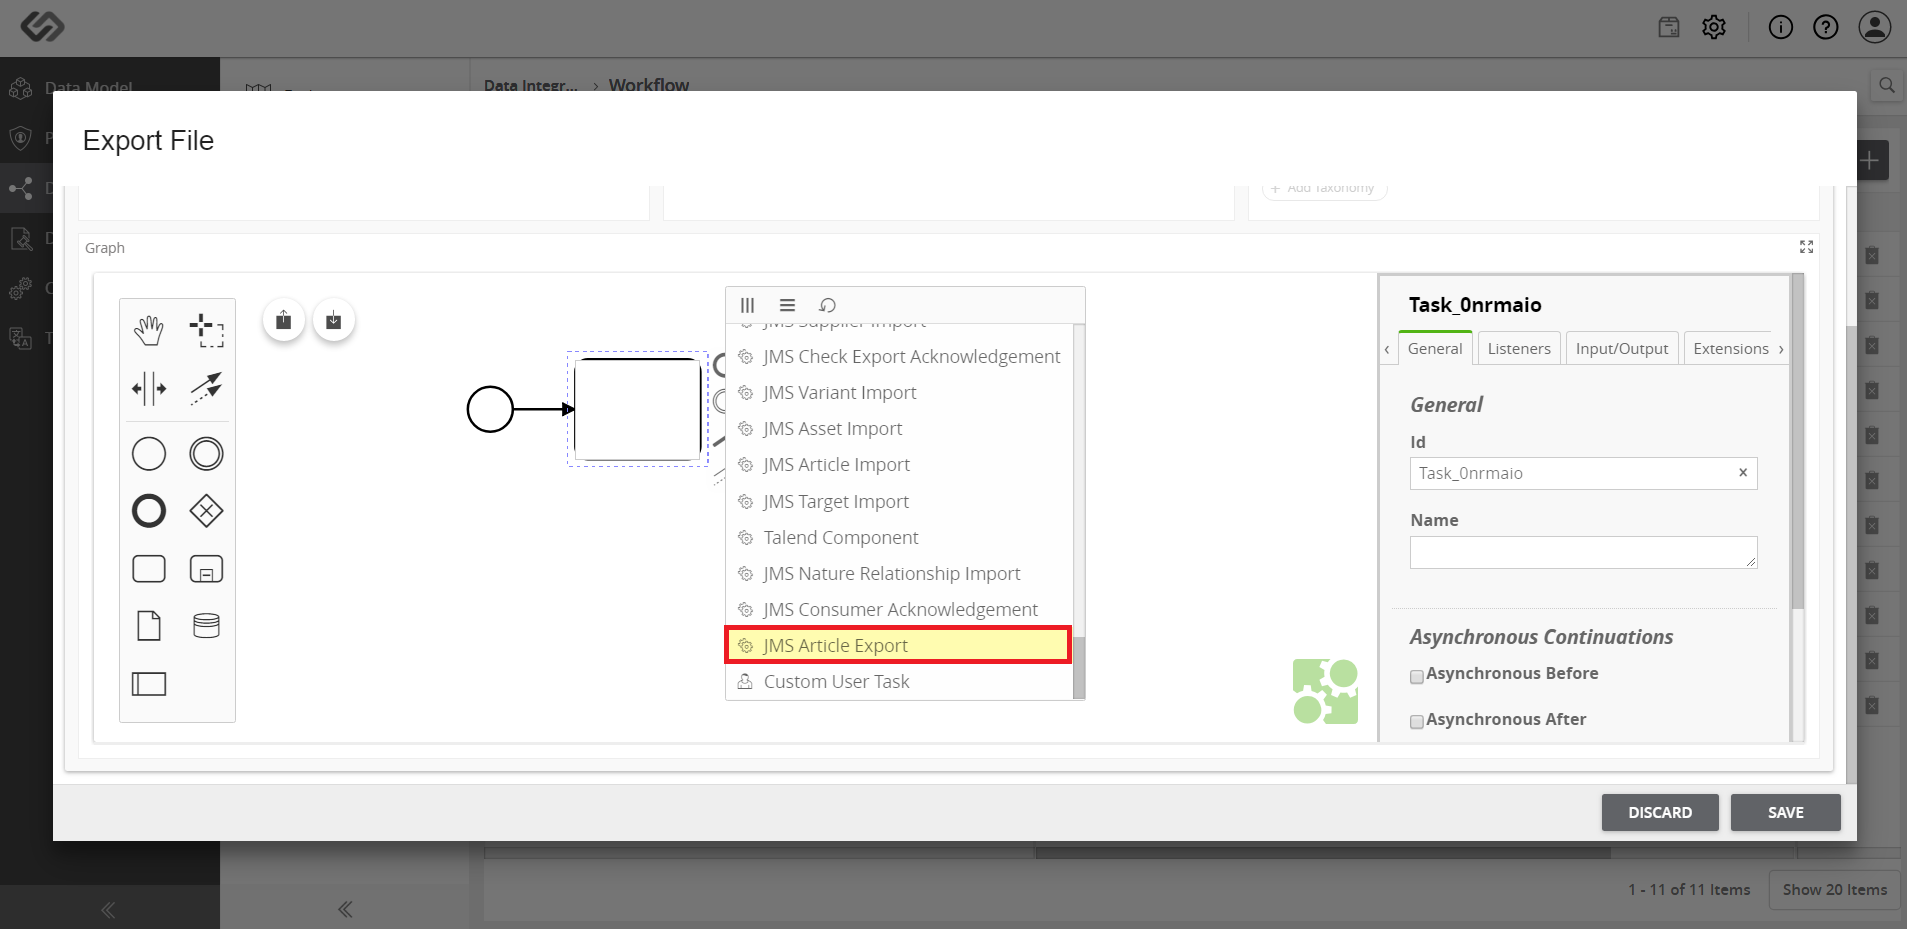 Data Model
Data Integr... › Workflow
Export File
+ Add Taxonomy
Graph
JMS Supplier Import
JMS Check Export Acknowledgement
JMS Variant Import
JMS Asset Import
JMS Article Import
JMS Target Import
Talend Component
JMS Nature Relationship Import
JMS Consumer Acknowledgement
JMS Article Export
Custom User Task
Task_0nrmaio
‹ General Listeners Input/Output Extensions ›
General
Id
Task_0nrmaio ×
Name
Asynchronous Continuations
Asynchronous Before
Asynchronous After
DISCARD SAVE
1 - 11 of 11 Items Show 20 Items